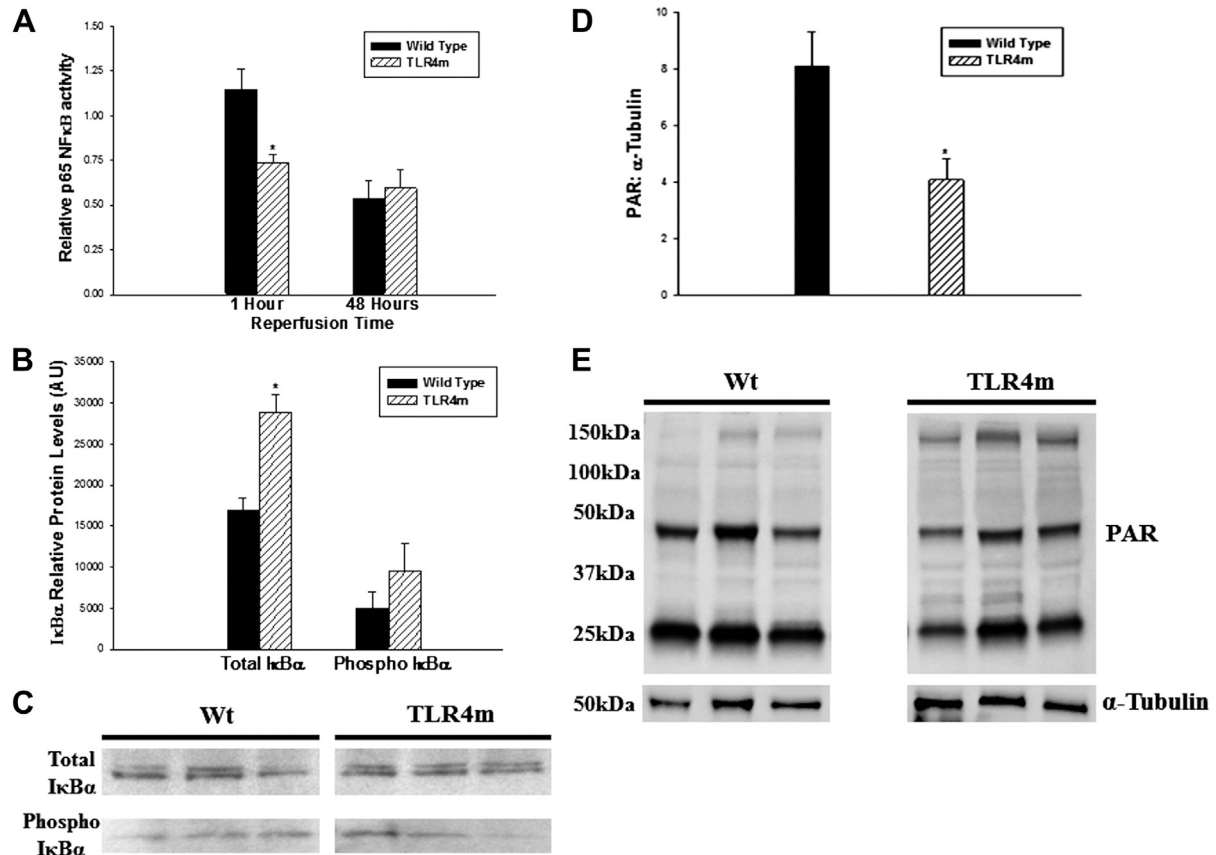 A
Relative p65 NFκB activity
1.50
1.25
1.00
0.75
0.50
0.25
0.00
Wild Type
TLR4m
*
1 Hour
48 Hours
Reperfusion Time
B
IκBα Relative Protein Levels (AU)
35000
30000
25000
20000
15000
10000
5000
0
Wild Type
TLR4m
*
Total IκBα
Phospho IκBα
C
Wt
TLR4m
Total
IκBα
Phospho
IκBα
D
PAR: α-Tubulin
10
8
6
4
2
0
Wild Type
TLR4m
*
E
Wt
TLR4m
150kDa
100kDa
50kDa
37kDa
25kDa
50kDa
PAR
α-Tubulin